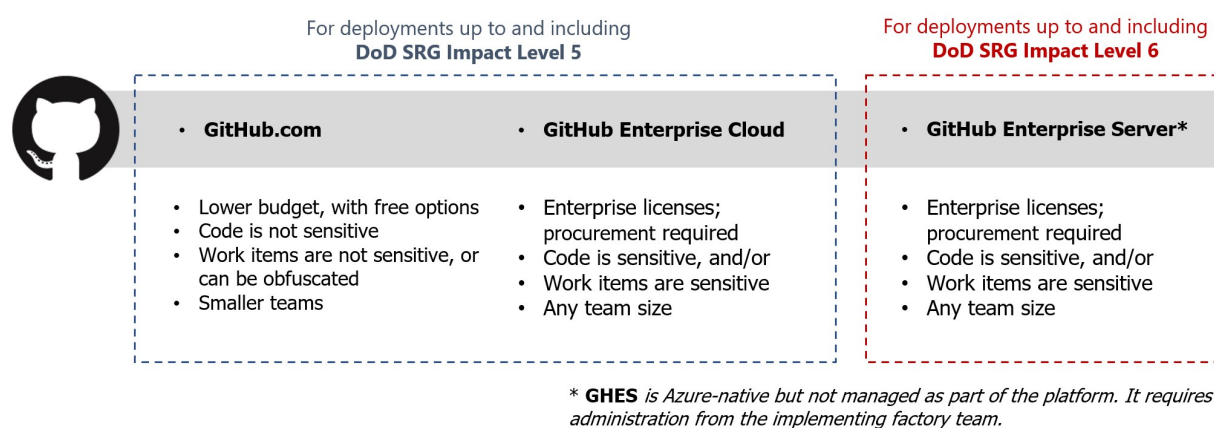 For deployments up to and including
DoD SRG Impact Level 5
For deployments up to and including
DoD SRG Impact Level 6
• GitHub.com
• GitHub Enterprise Cloud
• GitHub Enterprise Server*
• Lower budget, with free options
• Code is not sensitive
• Work items are not sensitive, or
can be obfuscated
• Smaller teams
• Enterprise licenses;
procurement required
• Code is sensitive, and/or
• Work items are sensitive
• Any team size
• Enterprise licenses;
procurement required
• Code is sensitive, and/or
• Work items are sensitive
• Any team size
* GHES is Azure-native but not managed as part of the platform. It requires
administration from the implementing factory team.